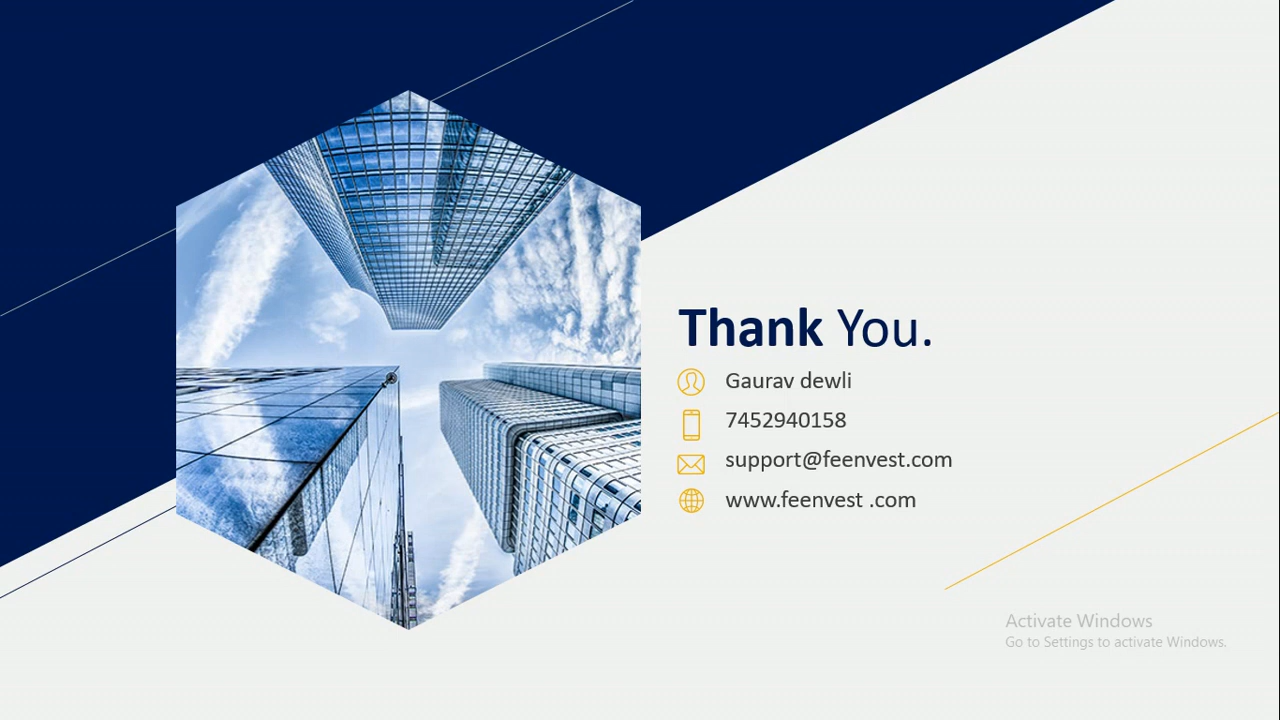 Thank You.
Gaurav dewli
7452940158
support@feenvest.com
www.feenvest .com
Activate Windows
Go to Settings to activate Windows.